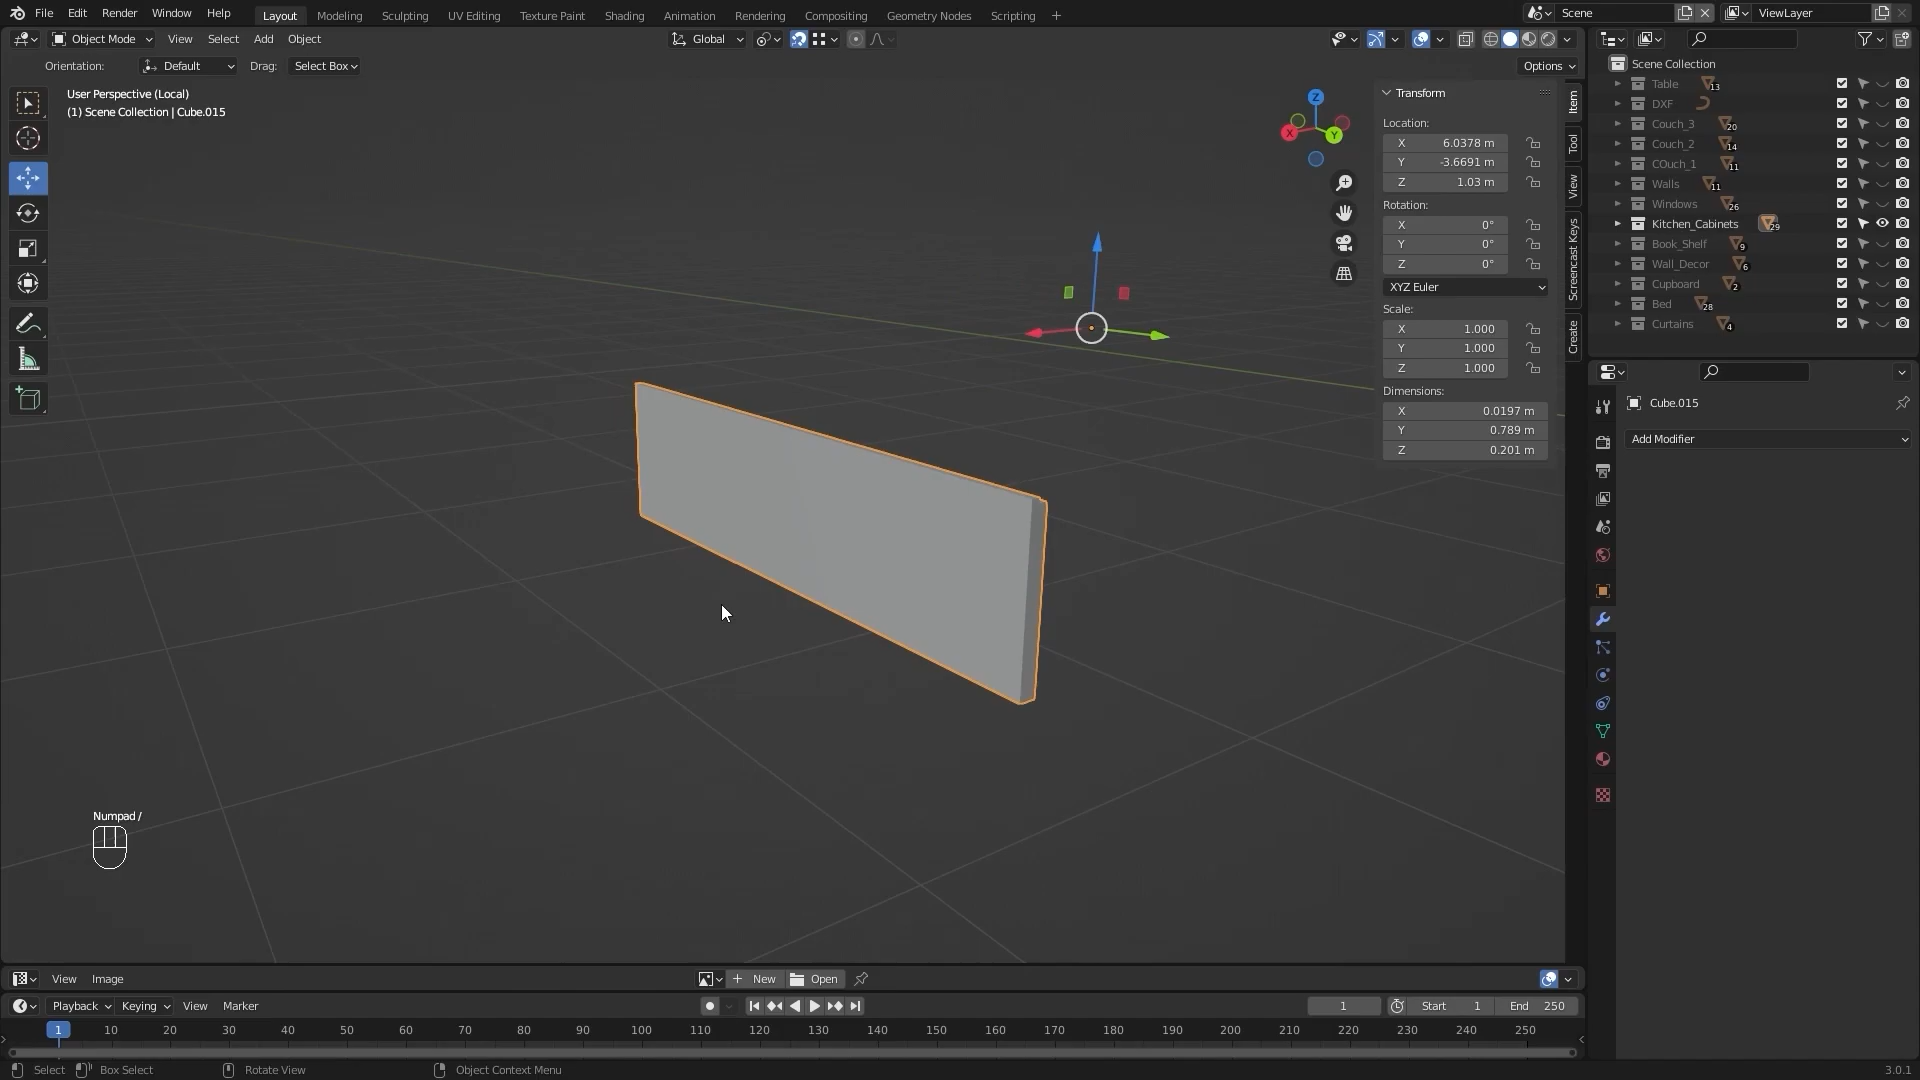 File Edit Render Window Help Layout Modeling Sculpting UV Editing Texture Paint Shading Animation Rendering Compositing Geometry Nodes Scripting + Scene ViewLayer
Object Mode View Select Add Object Global
Orientation: Default Drag: Select Box Options
User Perspective (Local)
(1) Scene Collection | Cube.015
Z
X
Y
Transform
Location:
X 6.0378 m
Y -3.6691 m
Z 1.03 m
Rotation:
X 0°
Y 0°
Z 0°
XYZ Euler
Scale:
X 1.000
Y 1.000
Z 1.000
Dimensions:
X 0.0197 m
Y 0.789 m
Z 0.201 m
Item
Tool
View
Screencast Keys
Create
Scene Collection
Table 13
DXF
Couch_3 20
Couch_2 14
COuch_1 11
Walls 11
Windows 26
Kitchen_Cabinets 29
Book_Shelf 9
Wall_Decor 6
Cupboard 2
Bed 28
Curtains 4
Cube.015
Add Modifier
Numpad /
View Image New Open
Playback Keying View Marker 1 Start 1 End 250
1 10 20 30 40 50 60 70 80 90 100 110 120 130 140 150 160 170 180 190 200 210 220 230 240 250
Select Box Select Rotate View Object Context Menu 3.0.1